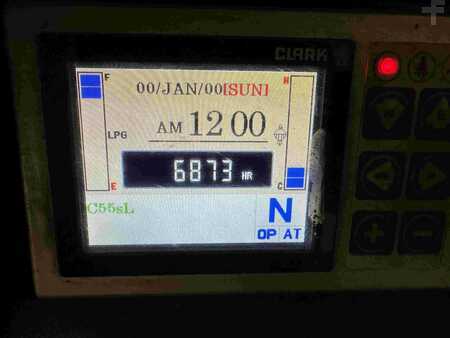 CLARK
F
00/JAN/00[SUN]
H
LPG
AM 12 00
6873 HR
E
C
C55sL
N
OP AT